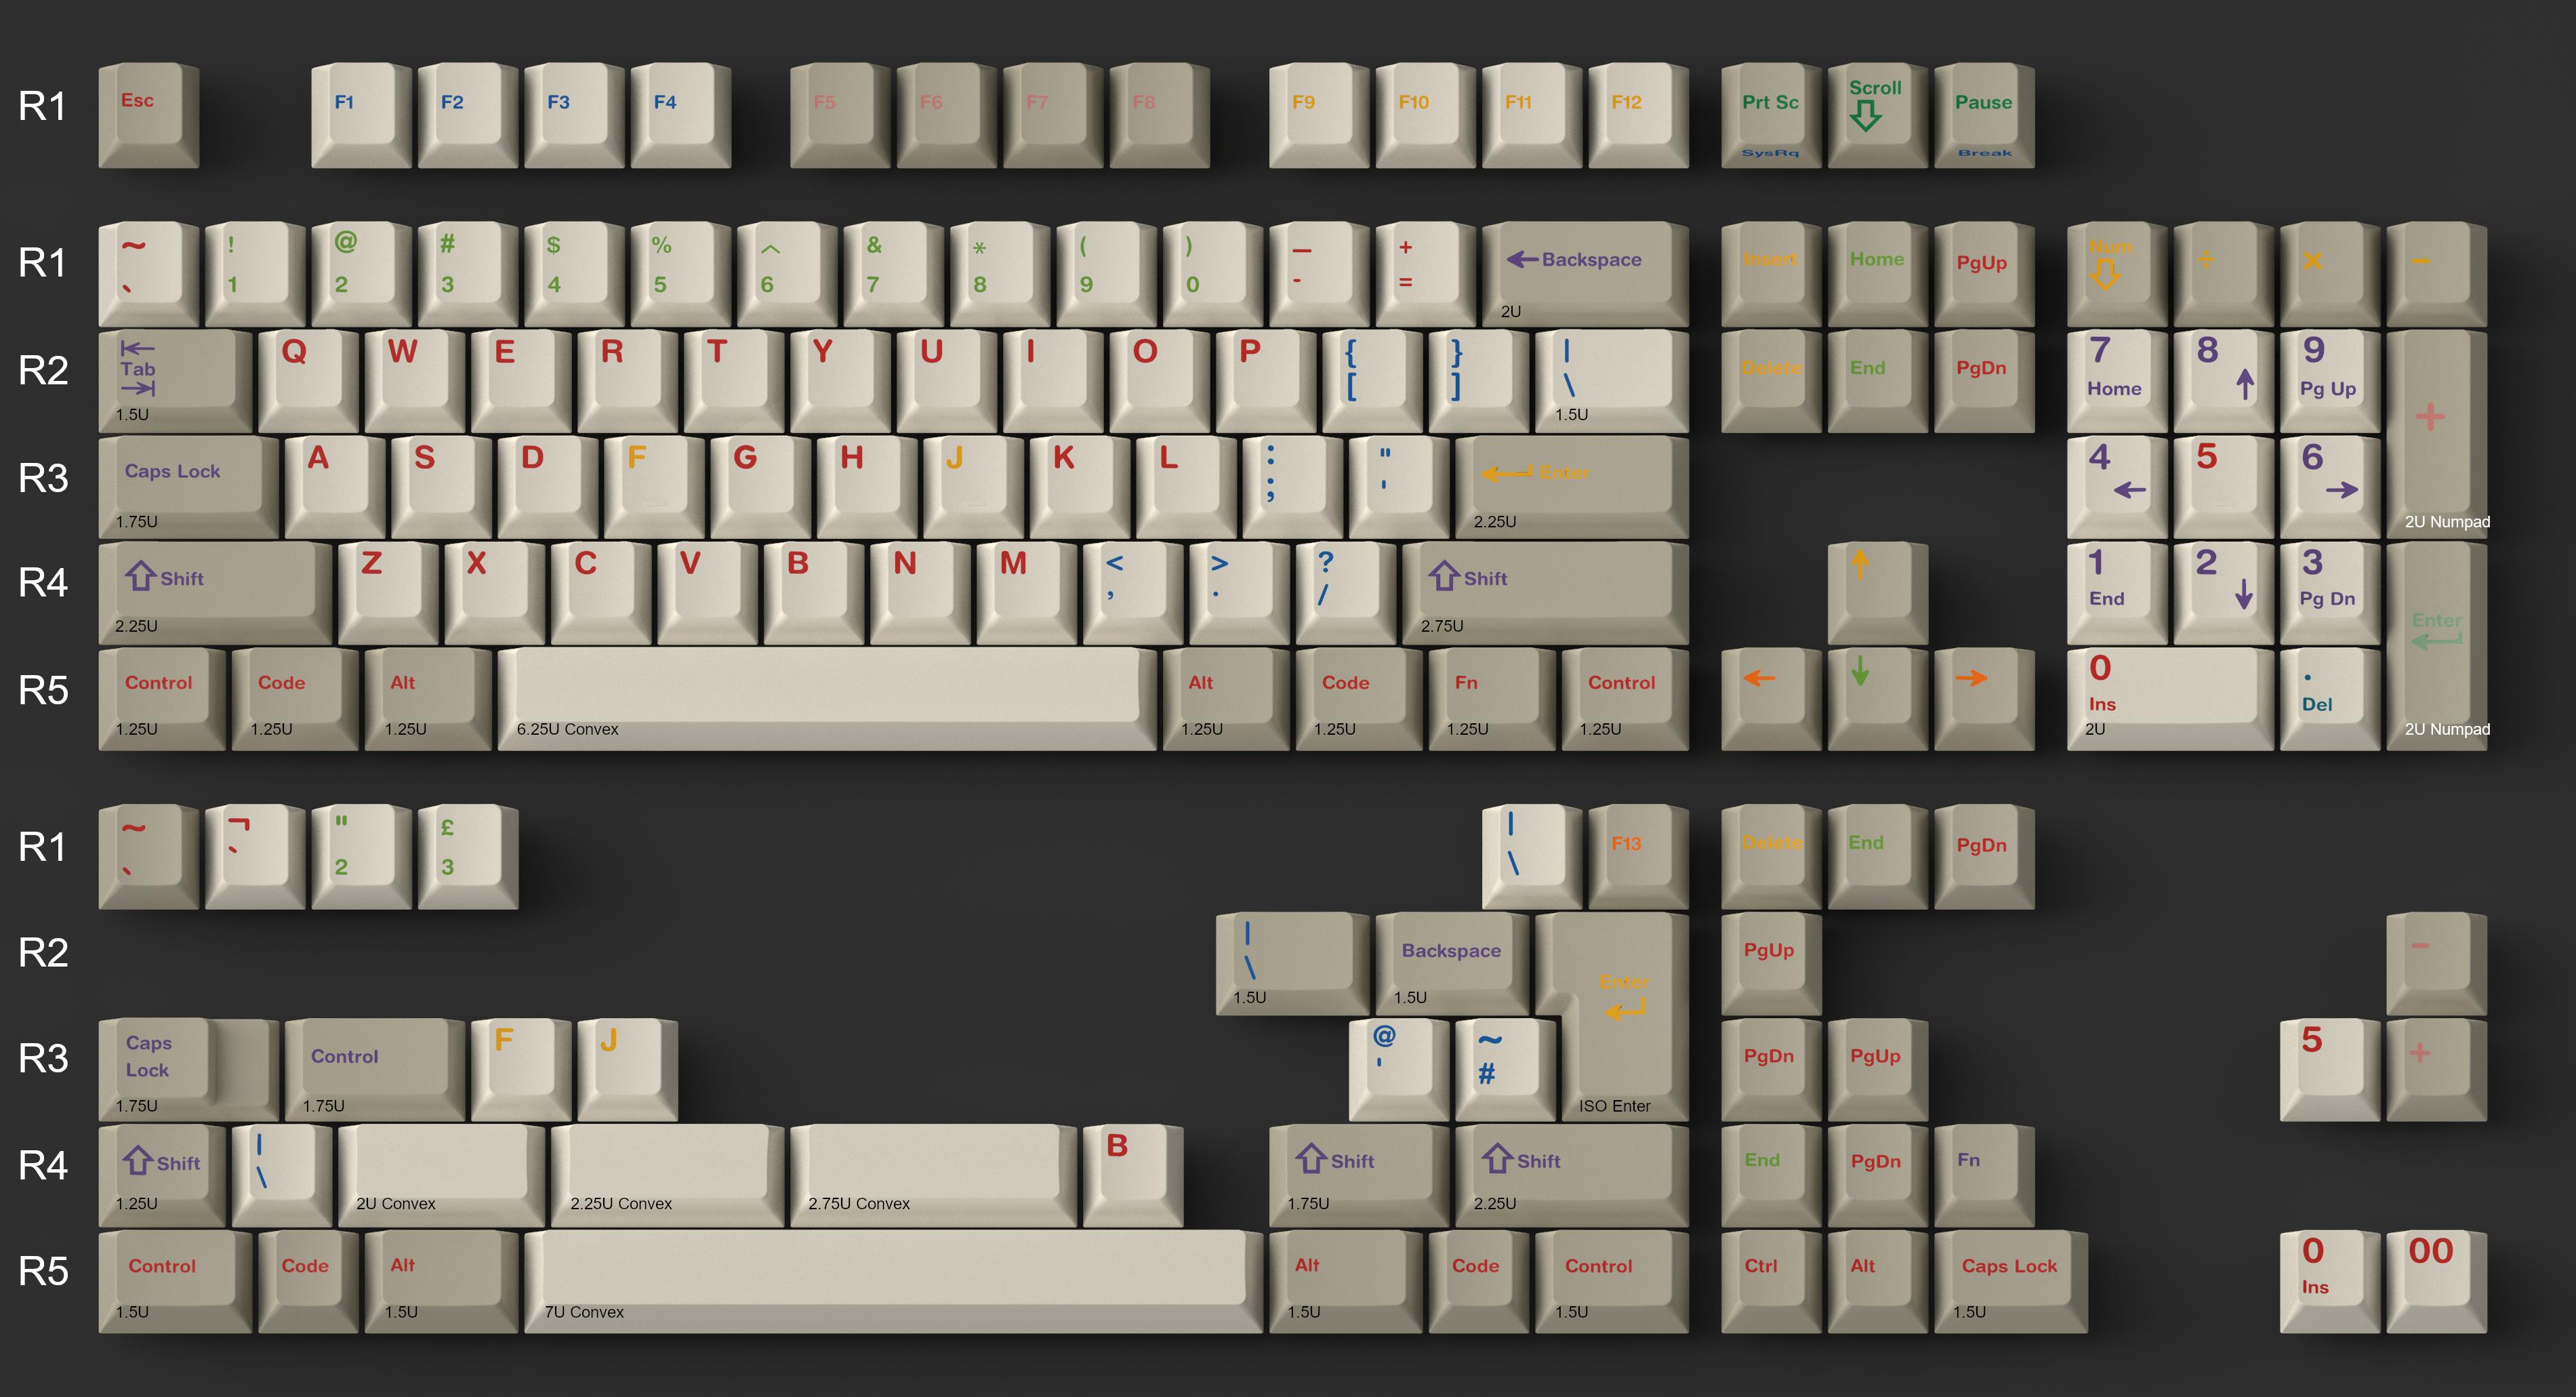 R1 Esc F1 F2 F3 F4 F5 F6 F7 F8 F9 F10 F11 F12 Prt Sc SysRq Scroll Pause Break
R1 ~ ` ! 1 @ 2 # 3 $ 4 % 5 ^ 6 & 7 * 8 ( 9 ) 0 — - + = ← Backspace 2U Insert Home PgUp Num ÷ × −
R2 Tab 1.5U Q W E R T Y U I O P { [ } ] | \ 1.5U Delete End PgDn 7 Home 8 ↑ 9 Pg Up + 2U Numpad
R3 Caps Lock 1.75U A S D F G H J K L : ; " ' Enter 2.25U 4 ← 5 6 →
R4 Shift 2.25U Z X C V B N M < , > . ? / Shift 2.75U ↑ 1 End 2 ↓ 3 Pg Dn Enter 2U Numpad
R5 Control 1.25U Code 1.25U Alt 1.25U 6.25U Convex Alt 1.25U Code 1.25U Fn 1.25U Control 1.25U ← ↓ → 0 Ins 2U . Del
R1 ~ ` ¬ ` " 2 £ 3 | \ F13 Delete End PgDn
R2 | \ 1.5U Backspace 1.5U Enter ISO Enter PgUp −
R3 Caps Lock 1.75U Control 1.75U F J @ ' ~ # PgDn PgUp 5 +
R4 Shift 1.25U | \ 2U Convex 2.25U Convex 2.75U Convex B Shift 1.75U Shift 2.25U End PgDn Fn
R5 Control 1.5U Code Alt 1.5U 7U Convex Alt 1.5U Code Control 1.5U Ctrl Alt Caps Lock 1.5U 0 Ins 00